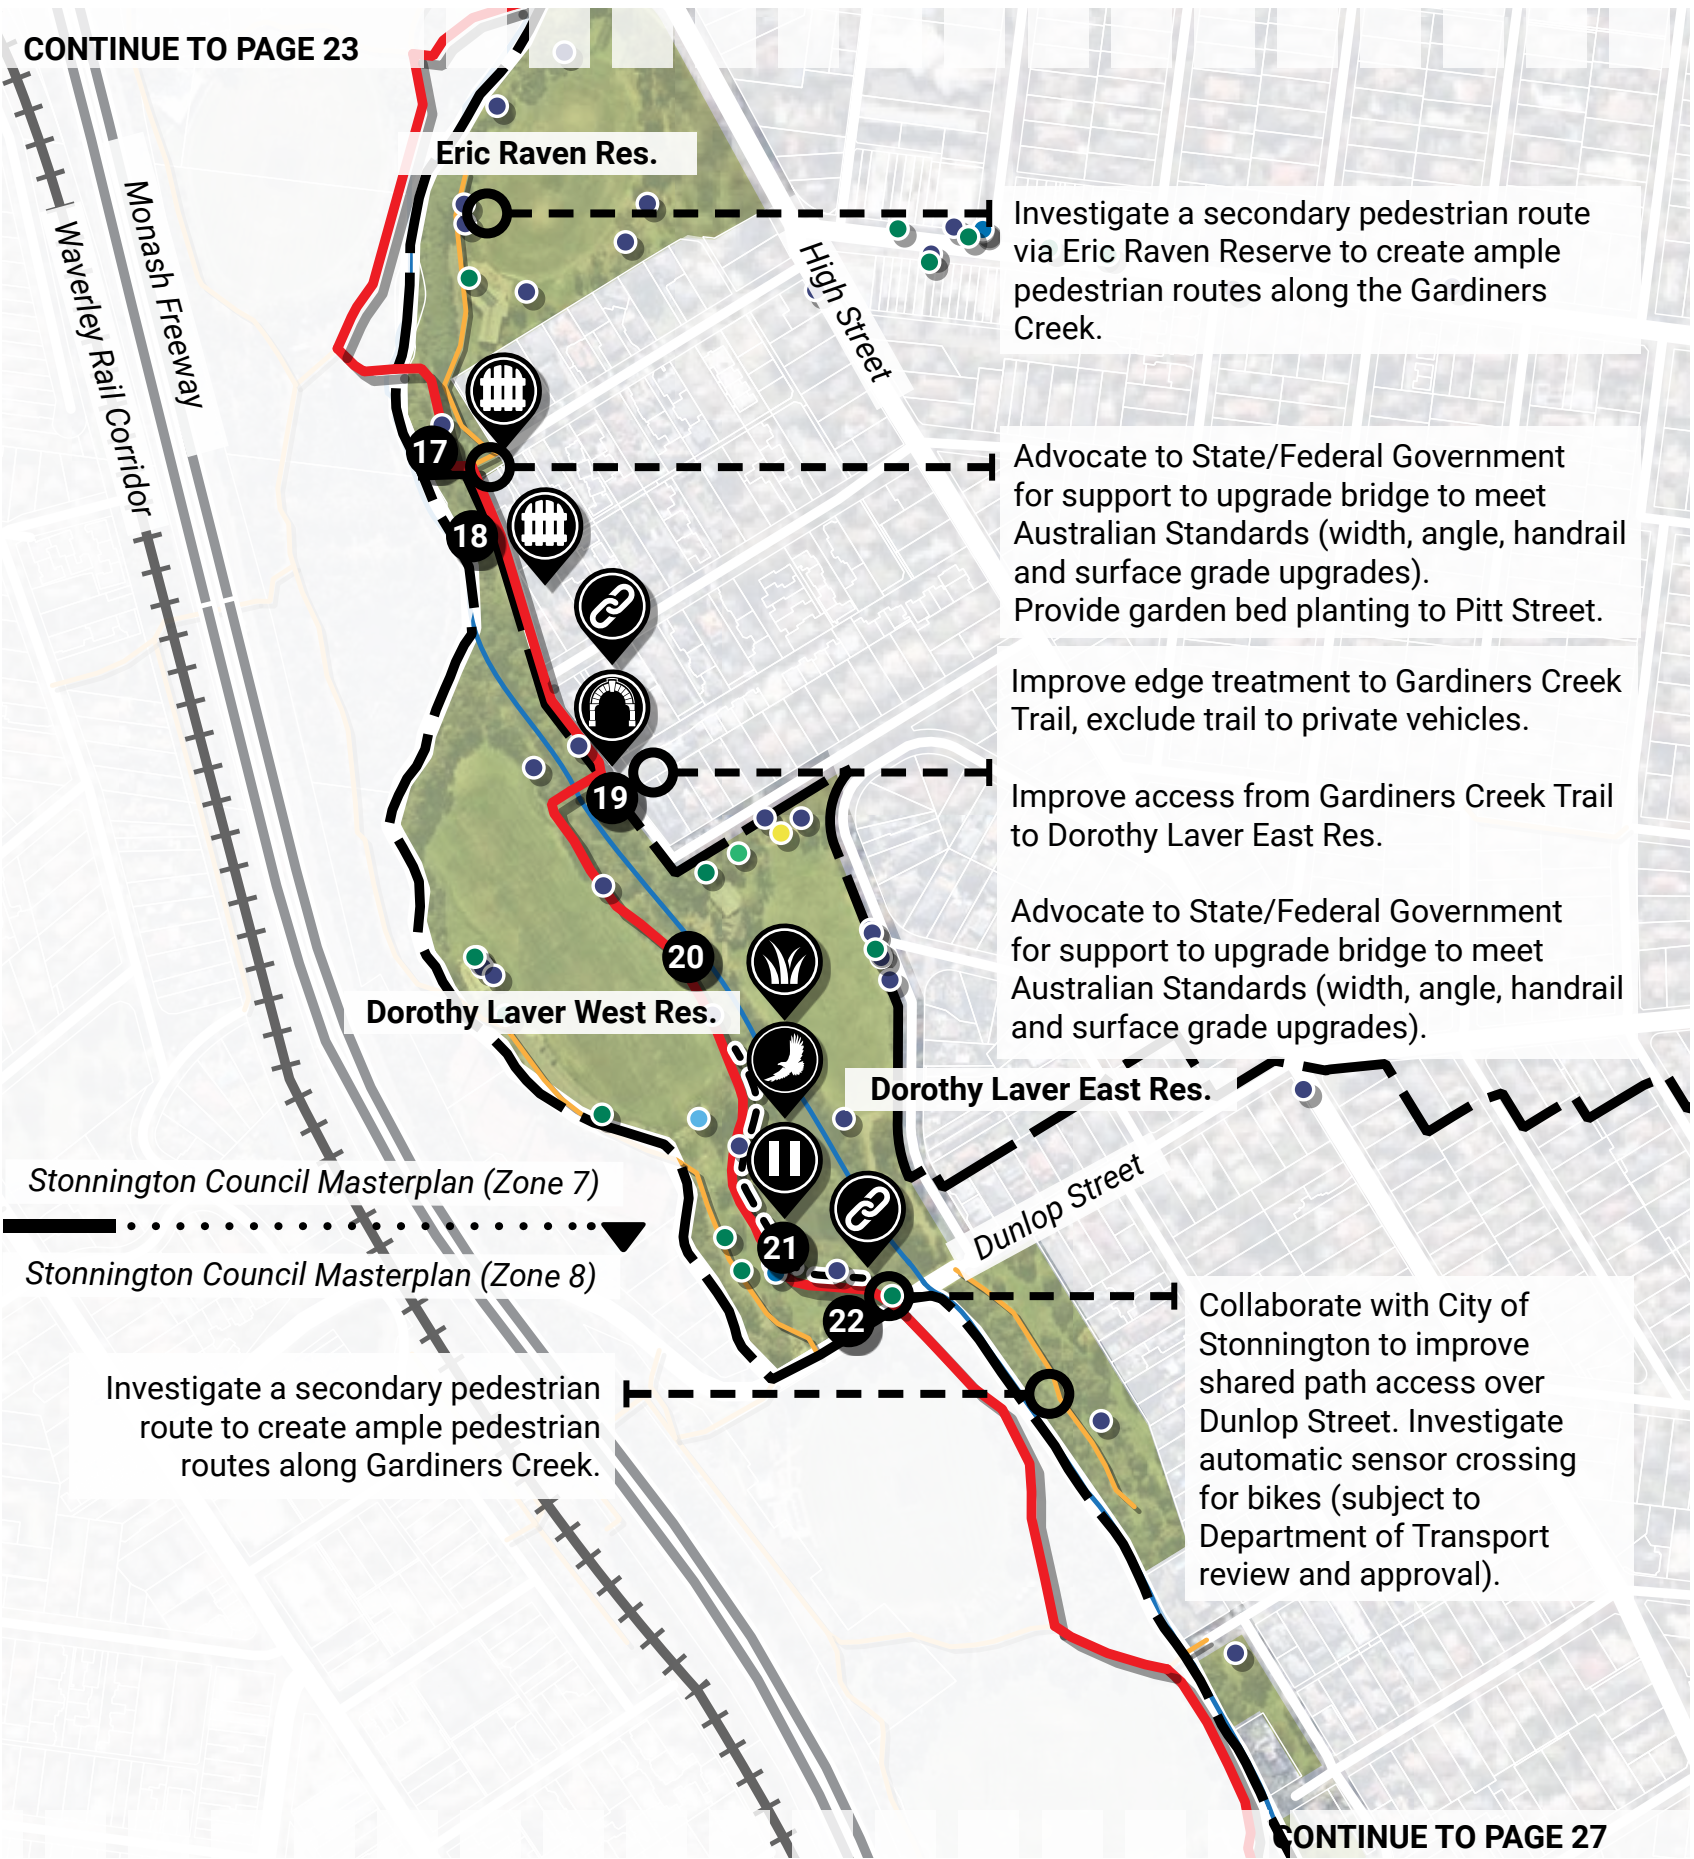 CONTINUE TO PAGE 23
Eric Raven Res.
Monash Freeway
Waverley Rail Corridor
High Street
Investigate a secondary pedestrian route
via Eric Raven Reserve to create ample
pedestrian routes along the Gardiners
Creek.
17
Advocate to State/Federal Government
for support to upgrade bridge to meet
Australian Standards (width, angle, handrail
and surface grade upgrades).
Provide garden bed planting to Pitt Street.
18
Improve edge treatment to Gardiners Creek
Trail, exclude trail to private vehicles.
Improve access from Gardiners Creek Trail
to Dorothy Laver East Res.
Advocate to State/Federal Government
for support to upgrade bridge to meet
Australian Standards (width, angle, handrail
and surface grade upgrades).
19
20
Dorothy Laver West Res.
Dorothy Laver East Res.
Stonnington Council Masterplan (Zone 7)
Stonnington Council Masterplan (Zone 8)
Dunlop Street
21
22
Collaborate with City of
Stonnington to improve
shared path access over
Dunlop Street. Investigate
automatic sensor crossing
for bikes (subject to
Department of Transport
review and approval).
Investigate a secondary pedestrian
route to create ample pedestrian
routes along Gardiners Creek.
CONTINUE TO PAGE 27